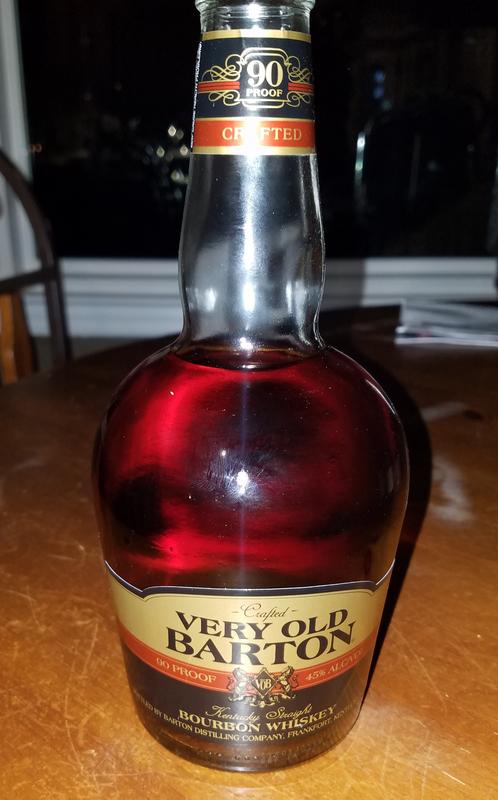 90
PROOF
CRAFTED
-Crafted-
VERY OLD
BARTON
90 PROOF 45% ALC/VOL
VOB
Kentucky Straight
BOURBON WHISKEY
BY BARTON DISTILLING COMPANY, FRANKFORT,